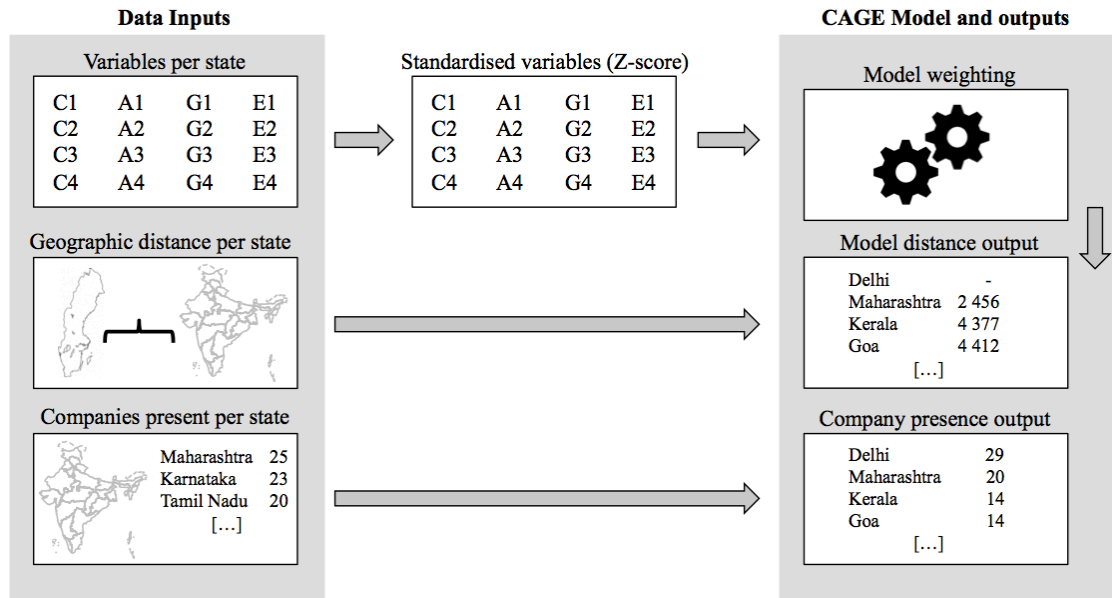 Data Inputs
CAGE Model and outputs
Variables per state
Standardised variables (Z-score)
Model weighting
C1 A1 G1 E1
C2 A2 G2 E2
C3 A3 G3 E3
C4 A4 G4 E4
C1 A1 G1 E1
C2 A2 G2 E2
C3 A3 G3 E3
C4 A4 G4 E4
Geographic distance per state
Model distance output
Delhi -
Maharashtra 2 456
Kerala 4 377
Goa 4 412
[…]
Companies present per state
Maharashtra 25
Karnataka 23
Tamil Nadu 20
[…]
Company presence output
Delhi 29
Maharashtra 20
Kerala 14
Goa 14
[…]